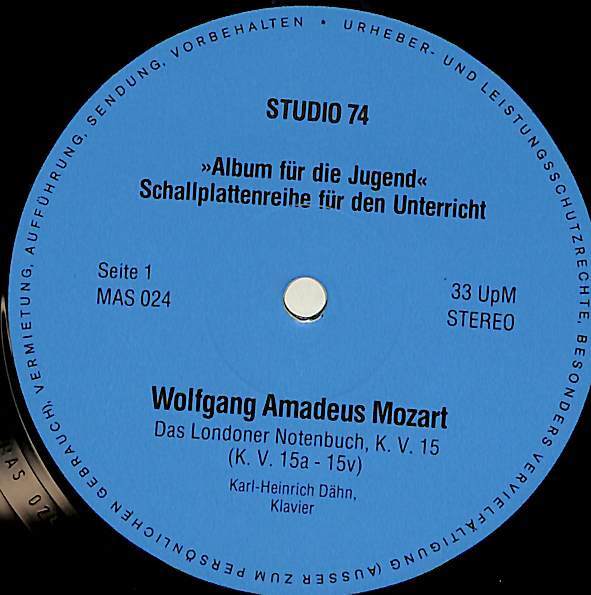 URHEBER- UND LEISTUNGSSCHUTZRECHTE, BESONDERS VERVIELFÄLTIGUNG (AUSSER ZUM PERSÖNLICHEN GEBRAUCH), VERMIETUNG, AUFFÜHRUNG, SENDUNG, VORBEHALTEN •
STUDIO 74
»Album für die Jugend«
Schallplattenreihe für den Unterricht
Seite 1
MAS 024
33 UpM
STEREO
Wolfgang Amadeus Mozart
Das Londoner Notenbuch, K. V. 15
(K. V. 15a - 15v)
Karl-Heinrich Dähn,
Klavier